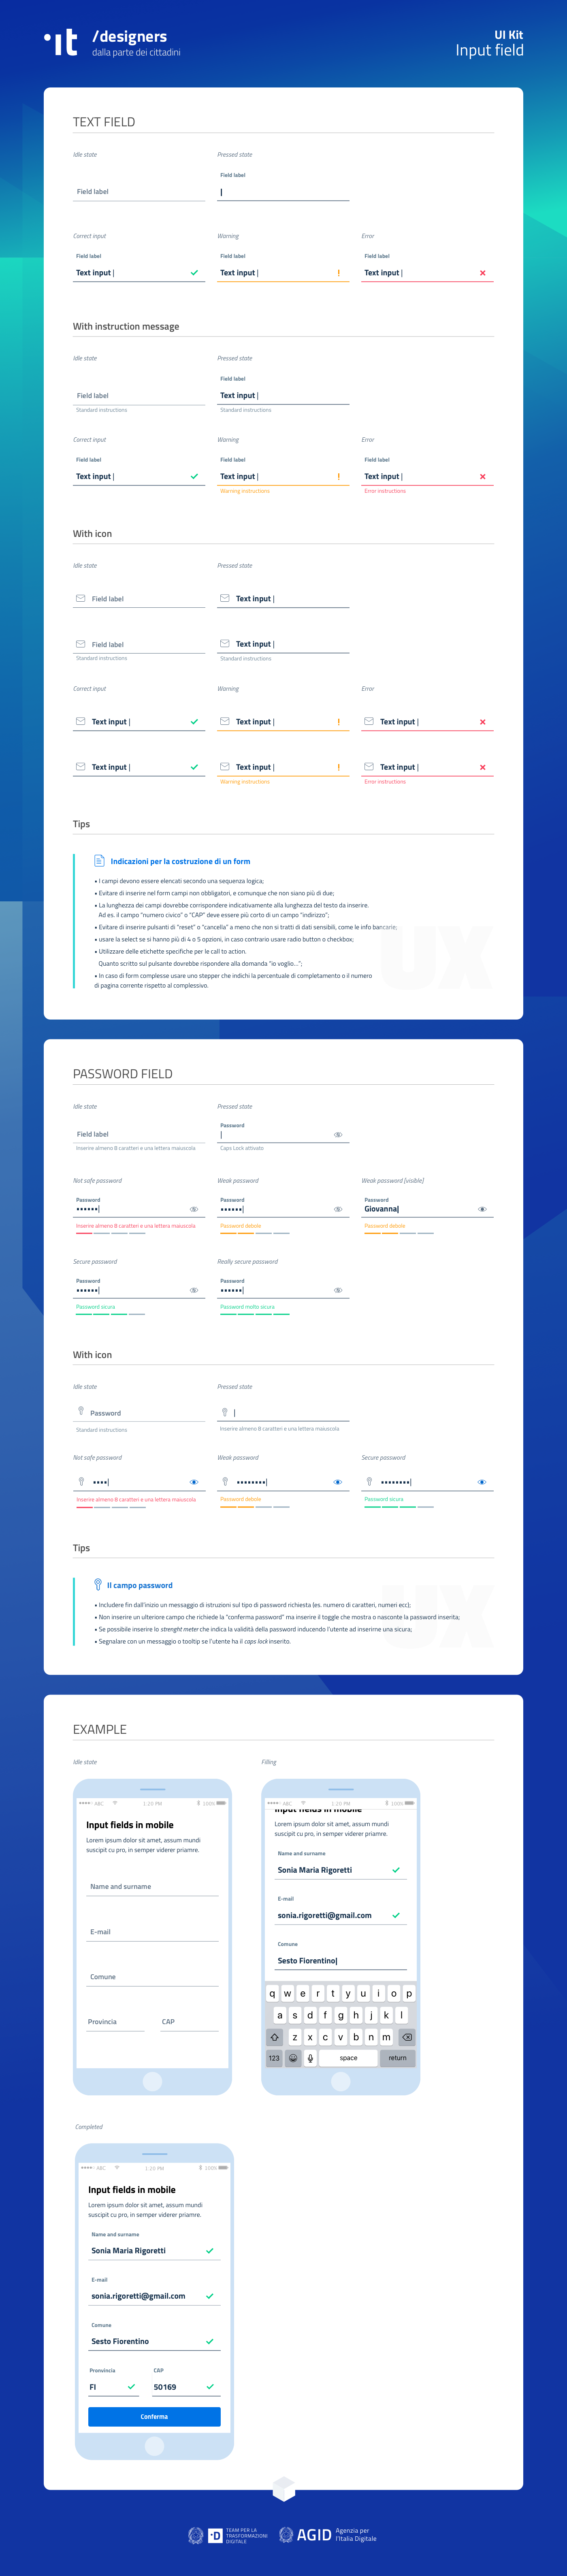 it
/designers
dalla parte dei cittadini
UI Kit
Input field
TEXT FIELD
Idle state
Pressed state
Field label
Field label
Correct input
Warning
Error
Field label
Field label
Field label
Text input |
Text input |
!
Text input |
With instruction message
Idle state
Pressed state
Field label
Field label
Text input |
Standard instructions
Standard instructions
Correct input
Warning
Error
Field label
Field label
Field label
Text input |
Text input |
!
Text input |
Warning instructions
Error instructions
With icon
Idle state
Pressed state
Field label
Text input |
Field label
Text input |
Standard instructions
Standard instructions
Correct input
Warning
Error
Text input |
Text input |
!
Text input |
Text input |
Text input |
!
Text input |
Warning instructions
Error instructions
Tips
Indicazioni per la costruzione di un form
• I campi devono essere elencati secondo una sequenza logica;
• Evitare di inserire nel form campi non obbligatori, e comunque che non siano più di due;
• La lunghezza dei campi dovrebbe corrispondere indicativamente alla lunghezza del testo da inserire.
Ad es. il campo "numero civico" o "CAP" deve essere più corto di un campo "indirizzo";
• Evitare di inserire pulsanti di "reset" o "cancella" a meno che non si tratti di dati sensibili, come le info bancarie;
• usare la select se si hanno più di 4 o 5 opzioni, in caso contrario usare radio button o checkbox;
• Utilizzare delle etichette specifiche per le call to action.
Quanto scritto sul pulsante dovrebbe rispondere alla domanda "io voglio...";
• In caso di form complesse usare uno stepper che indichi la percentuale di completamento o il numero
di pagina corrente rispetto al complessivo.
UX
PASSWORD FIELD
Idle state
Pressed state
Password
Field label
|
Inserire almeno 8 caratteri e una lettera maiuscola
Caps Lock attivato
Not safe password
Weak password
Weak password (visible)
Password
Password
Password
••••••|
••••••|
Giovanna|
Inserire almeno 8 caratteri e una lettera maiuscola
Password debole
Password debole
Secure password
Really secure password
Password
Password
••••••|
••••••|
Password sicura
Password molto sicura
With icon
Idle state
Pressed state
Password
|
Standard instructions
Inserire almeno 8 caratteri e una lettera maiuscola
Not safe password
Weak password
Secure password
••••|
••••••••|
••••••••|
Inserire almeno 8 caratteri e una lettera maiuscola
Password debole
Password sicura
Tips
Il campo password
• Includere fin dall'inizio un messaggio di istruzioni sul tipo di password richiesta (es. numero di caratteri, numeri ecc);
• Non inserire un ulteriore campo che richiede la "conferma password" ma inserire il toggle che mostra o nasconte la password inserita;
• Se possibile inserire lo strenght meter che indica la validità della password inducendo l'utente ad inserirne una sicura;
• Segnalare con un messaggio o tooltip se l'utente ha il caps lock inserito.
UX
EXAMPLE
Idle state
Filling
ABC
1:20 PM
100%
Input fields in mobile
Lorem ipsum dolor sit amet, assum mundi
suscipit cu pro, in semper viderer priamre.
Name and surname
E-mail
Comune
Provincia
CAP
ABC
1:20 PM
100%
Input fields in mobile
Lorem ipsum dolor sit amet, assum mundi
suscipit cu pro, in semper viderer priamre.
Name and surname
Sonia Maria Rigoretti
E-mail
sonia.rigoretti@gmail.com
Comune
Sesto Fiorentino|
q w e r t y u i o p
a s d f g h j k l
z x c v b n m
123
space
return
Completed
ABC
1:20 PM
100%
Input fields in mobile
Lorem ipsum dolor sit amet, assum mundi
suscipit cu pro, in semper viderer priamre.
Name and surname
Sonia Maria Rigoretti
E-mail
sonia.rigoretti@gmail.com
Comune
Sesto Fiorentino
Pronvincia
CAP
FI
50169
Conferma
D
TEAM PER LA
TRASFORMAZIONE
DIGITALE
AGID
Agenzia per
l'Italia Digitale